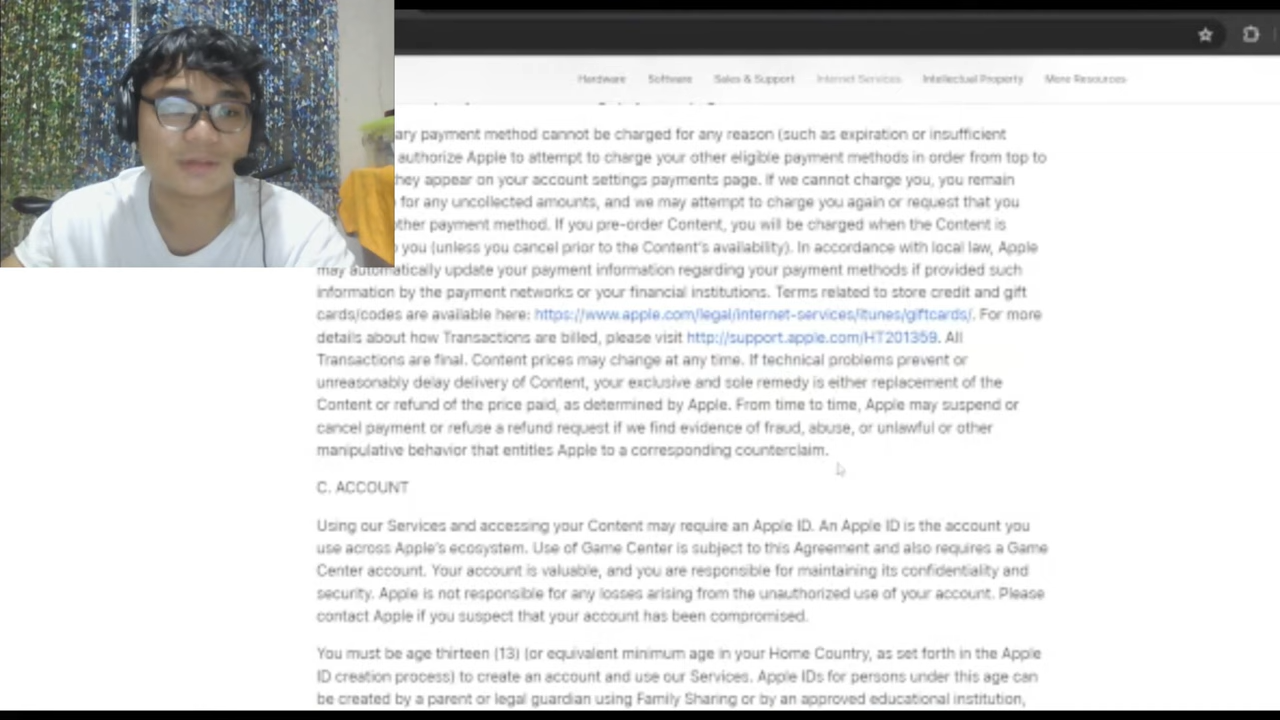 Hardware Software Sales & Support Internet Services Intellectual Property More Resources
ary payment method cannot be charged for any reason (such as expiration or insufficient
authorize Apple to attempt to charge your other eligible payment methods in order from top to
hey appear on your account settings payments page. If we cannot charge you, you remain
for any uncollected amounts, and we may attempt to charge you again or request that you
ther payment method. If you pre-order Content, you will be charged when the Content is
you (unless you cancel prior to the Content's availability). In accordance with local law, Apple
may automatically update your payment information regarding your payment methods if provided such
information by the payment networks or your financial institutions. Terms related to store credit and gift
cards/codes are available here: https://www.apple.com/legal/internet-services/itunes/giftcards/. For more
details about how Transactions are billed, please visit http://support.apple.com/HT201359. All
Transactions are final. Content prices may change at any time. If technical problems prevent or
unreasonably delay delivery of Content, your exclusive and sole remedy is either replacement of the
Content or refund of the price paid, as determined by Apple. From time to time, Apple may suspend or
cancel payment or refuse a refund request if we find evidence of fraud, abuse, or unlawful or other
manipulative behavior that entitles Apple to a corresponding counterclaim.
C. ACCOUNT
Using our Services and accessing your Content may require an Apple ID. An Apple ID is the account you
use across Apple's ecosystem. Use of Game Center is subject to this Agreement and also requires a Game
Center account. Your account is valuable, and you are responsible for maintaining its confidentiality and
security. Apple is not responsible for any losses arising from the unauthorized use of your account. Please
contact Apple if you suspect that your account has been compromised.
You must be age thirteen (13) (or equivalent minimum age in your Home Country, as set forth in the Apple
ID creation process) to create an account and use our Services. Apple IDs for persons under this age can
be created by a parent or legal guardian using Family Sharing or by an approved educational institution,